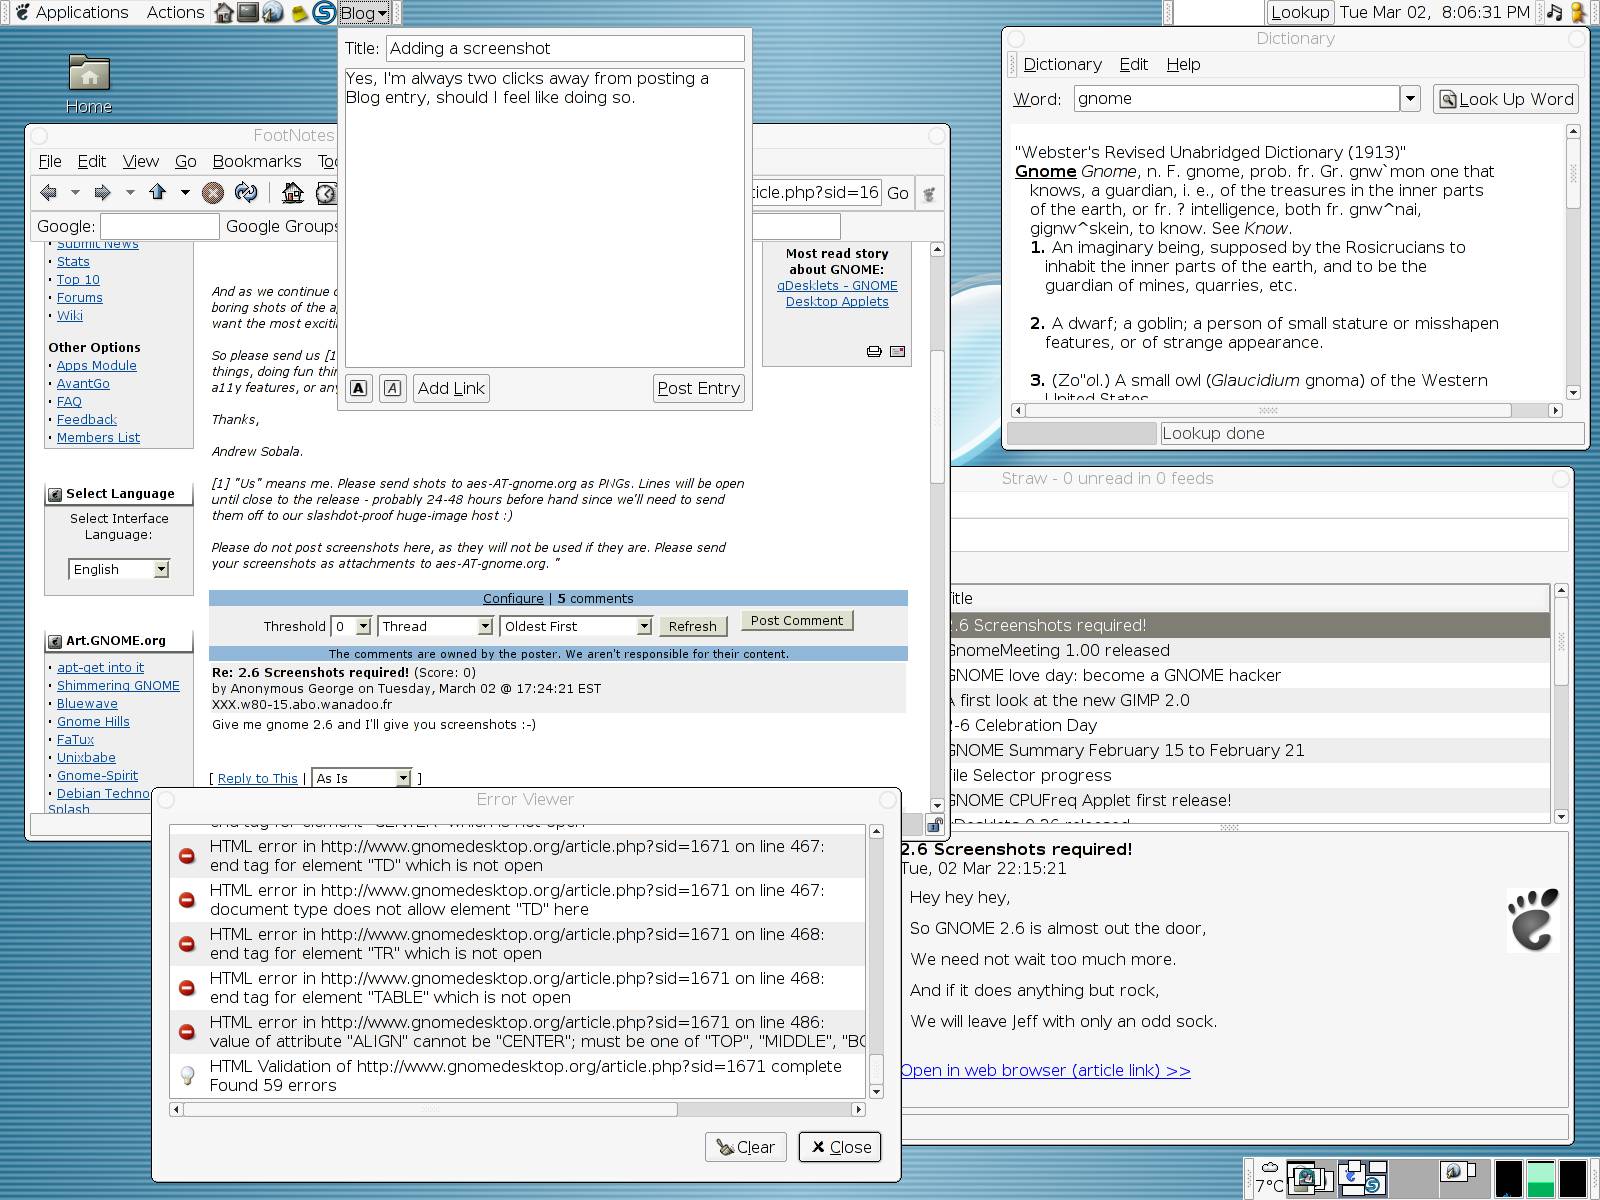 Applications Actions Blog
Lookup Tue Mar 02, 8:06:31 PM
Home
Title: Adding a screenshot
Yes, I'm always two clicks away from posting a
Blog entry, should I feel like doing so.
Add Link Post Entry
Dictionary
Dictionary Edit Help
Word: gnome Look Up Word
"Webster's Revised Unabridged Dictionary (1913)"
Gnome Gnome, n. F. gnome, prob. fr. Gr. gnw`mon one that
knows, a guardian, i. e., of the treasures in the inner parts
of the earth, or fr. ? intelligence, both fr. gnw^nai,
gignw^skein, to know. See Know.
1. An imaginary being, supposed by the Rosicrucians to
inhabit the inner parts of the earth, and to be the
guardian of mines, quarries, etc.
2. A dwarf; a goblin; a person of small stature or misshapen
features, or of strange appearance.
3. (Zo"ol.) A small owl (Glaucidium gnoma) of the Western
United States
Lookup done
FootNotes
File Edit View Go Bookmarks
ticle.php?sid=16 Go
Google: Google Groups
Submit News
• Stats
• Top 10
• Forums
• Wiki
Other Options
• Apps Module
• AvantGo
• FAQ
• Feedback
• Members List
Select Language
Select Interface
Language:
English
Art.GNOME.org
• apt-get into it
• Shimmering GNOME
• Bluewave
• Gnome Hills
• FaTux
• Unixbabe
• Gnome-Spirit
• Debian Techno
Splash
And as we continue
boring shots of the
want the most
So please send us [1
things, doing fun
a11y features, or
Thanks,
Andrew Sobala.
[1] "Us" means me. Please send shots to aes-AT-gnome.org as PNGs. Lines will be open
until close to the release - probably 24-48 hours before hand since we'll need to send
them off to our slashdot-proof huge-image host :)
Please do not post screenshots here, as they will not be used if they are. Please send
your screenshots as attachments to aes-AT-gnome.org. "
Most read story
about GNOME:
gDesklets - GNOME
Desktop Applets
Configure | 5 comments
Threshold 0 Thread Oldest First Refresh Post Comment
The comments are owned by the poster. We aren't responsible for their content.
Re: 2.6 Screenshots required! (Score: 0)
by Anonymous George on Tuesday, March 02 @ 17:24:21 EST
XXX.w80-15.abo.wanadoo.fr
Give me gnome 2.6 and I'll give you screenshots :-)
[ Reply to This | As Is ]
Straw - 0 unread in 0 feeds
Title
2.6 Screenshots required!
GnomeMeeting 1.00 released
GNOME love day: become a GNOME hacker
A first look at the new GIMP 2.0
2-6 Celebration Day
GNOME Summary February 15 to February 21
File Selector progress
GNOME CPUFreq Applet first release!
gDesklets 0.26 released
2.6 Screenshots required!
Tue, 02 Mar 22:15:21
Hey hey hey,
So GNOME 2.6 is almost out the door,
We need not wait too much more.
And if it does anything but rock,
We will leave Jeff with only an odd sock.
Open in web browser (article link) >>
Error Viewer
end tag for element "CENTER" which is not open
HTML error in http://www.gnomedesktop.org/article.php?sid=1671 on line 467:
end tag for element "TD" which is not open
HTML error in http://www.gnomedesktop.org/article.php?sid=1671 on line 467:
document type does not allow element "TD" here
HTML error in http://www.gnomedesktop.org/article.php?sid=1671 on line 468:
end tag for element "TR" which is not open
HTML error in http://www.gnomedesktop.org/article.php?sid=1671 on line 468:
end tag for element "TABLE" which is not open
HTML error in http://www.gnomedesktop.org/article.php?sid=1671 on line 486:
value of attribute "ALIGN" cannot be "CENTER"; must be one of "TOP", "MIDDLE", "BO
HTML Validation of http://www.gnomedesktop.org/article.php?sid=1671 complete
Found 59 errors
Clear Close
7°C